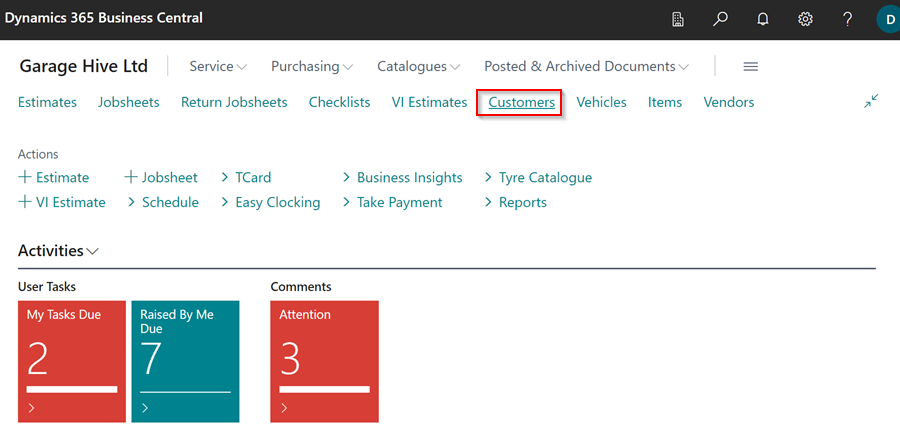 Dynamics 365 Business Central
?
D
Garage Hive Ltd Service Purchasing Catalogues Posted & Archived Documents
Estimates Jobsheets Return Jobsheets Checklists VI Estimates Customers Vehicles Items Vendors
Actions
+ Estimate + Jobsheet > TCard > Business Insights > Tyre Catalogue
+ VI Estimate > Schedule > Easy Clocking > Take Payment > Reports
Activities
User Tasks Comments
My Tasks Due
2
Raised By Me
Due
7
Attention
3